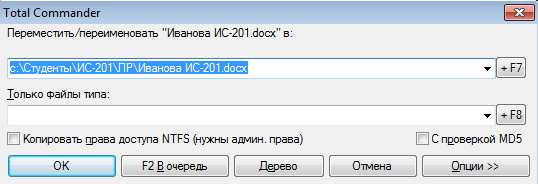 Total Commander
Переместить/переименовать "Иванова ИС-201.docx" в:
c:\Студенты\ИС-201\ПР\Иванова ИС-201.docx
+ F7
Только файлы типа:
+ F8
Копировать права доступа NTFS (нужны админ. права)
С проверкой MD5
OK
F2 В очередь
Дерево
Отмена
Опции >>